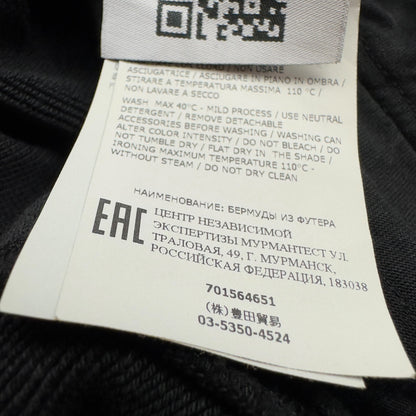 CLORO / NON USARE
ASCIUGATRICE / ASCIUGARE IN PIANO IN OMBRA /
STIRARE A TEMPERATURA MASSIMA 110°C /
NON LAVARE A SECCO
WASH MAX 40°C - MILD PROCESS / USE NEUTRAL
DETERGENT / REMOVE DETACHABLE
ACCESSORIES BEFORE WASHING / WASHING CAN
ALTER COLOR INTENSITY / DO NOT BLEACH / DO
NOT TUMBLE DRY / FLAT DRY IN THE SHADE /
IRONING MAXIMUM TEMPERATURE 110°C -
WITHOUT STEAM / DO NOT DRY CLEAN
НАИМЕНОВАНИЕ: БЕРМУДЫ ИЗ ФУТЕРА
EAC
ЦЕНТР НЕЗАВИСИМОЙ
ЭКСПЕРТИЗЫ МУРМАНТЕСТ УЛ.
ТРАЛОВАЯ, 49, Г. МУРМАНСК,
РОССИЙСКАЯ ФЕДЕРАЦИЯ, 183038
701564651
(株)豊田貿易
03-5350-4524